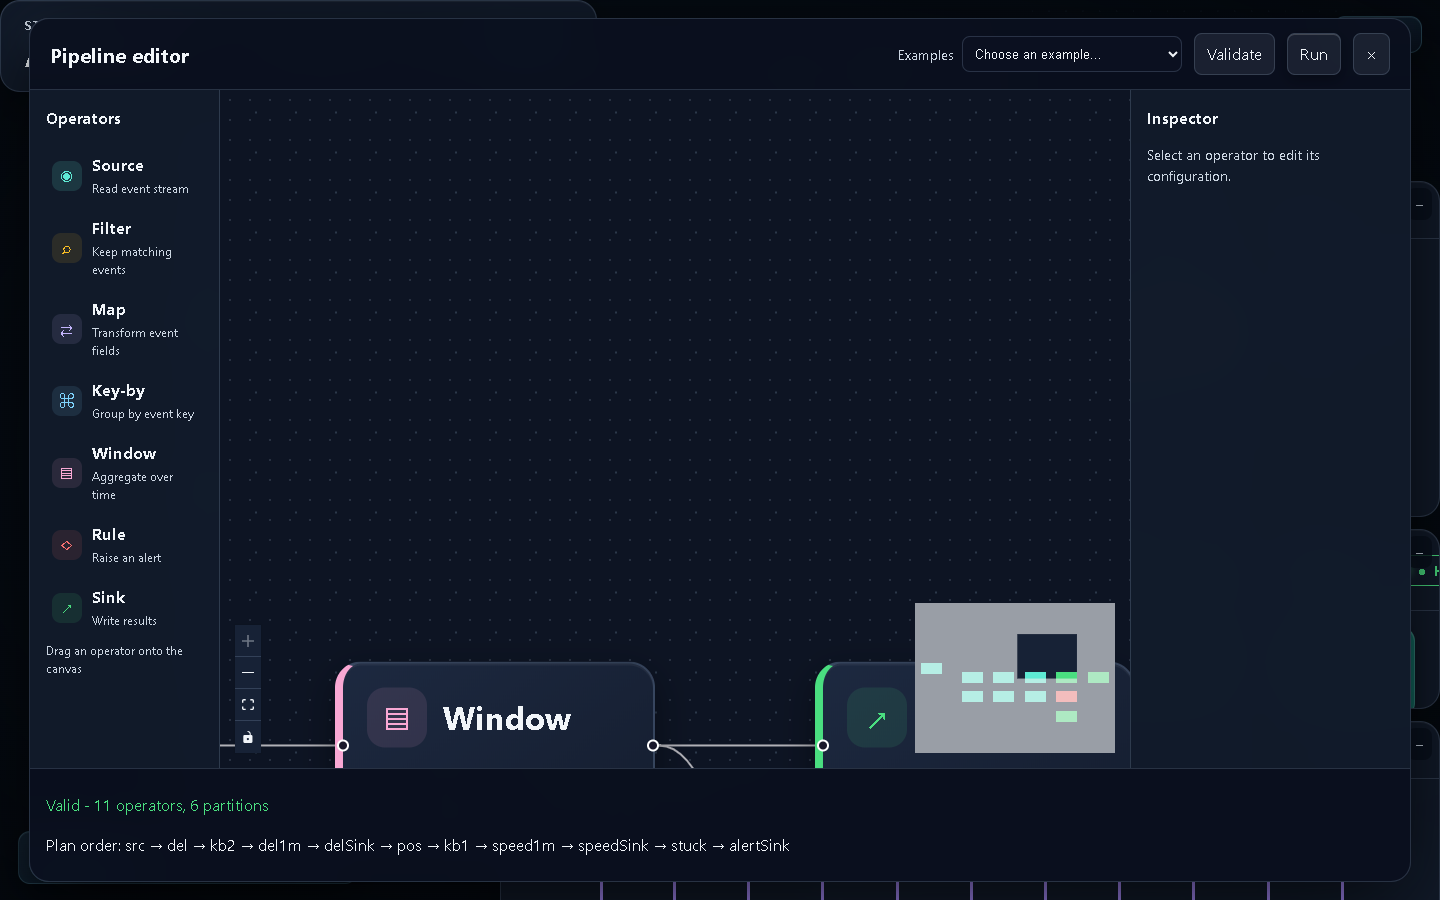 Pipeline editor
Examples
Choose an example...
Validate
Run
×
Operators
Source
Read event stream
Filter
Keep matching
events
Map
Transform event
fields
Key-by
Group by event key
Window
Aggregate over
time
Rule
Raise an alert
Sink
Write results
Drag an operator onto the
canvas
Window
Inspector
Select an operator to edit its
configuration.
Valid - 11 operators, 6 partitions
Plan order: src → del → kb2 → del1m → delSink → pos → kb1 → speed1m → speedSink → stuck → alertSink